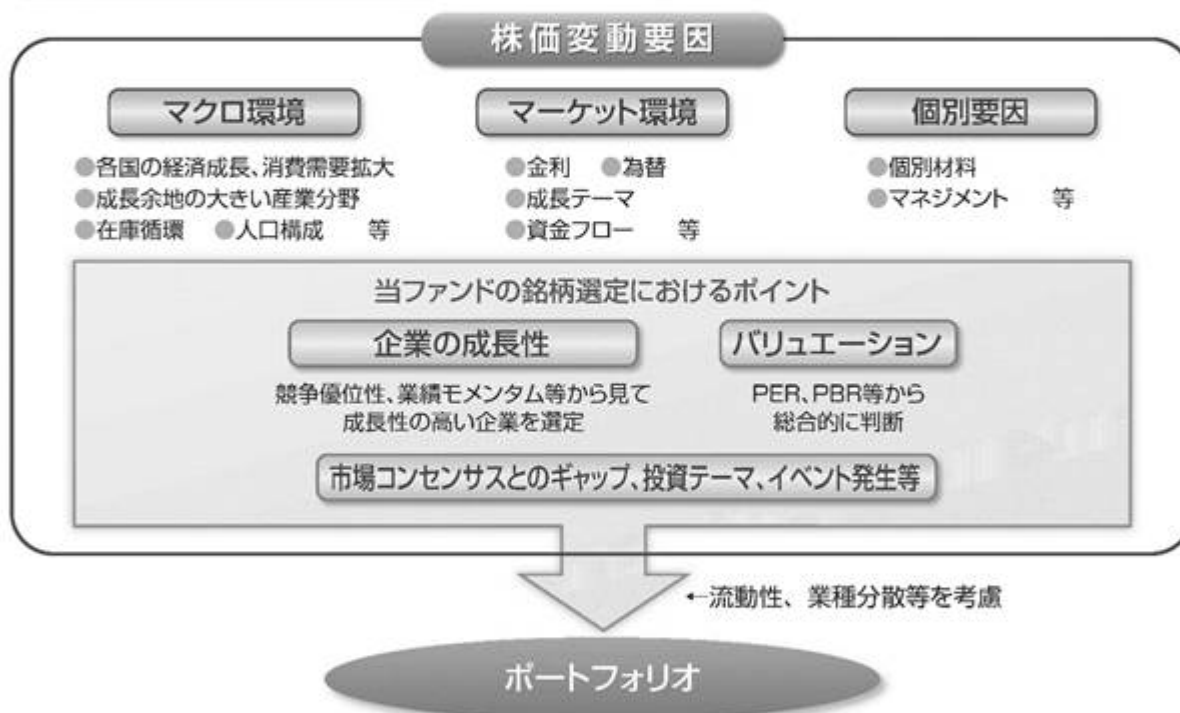 株価変動要因
マクロ環境
●各国の経済成長、消費需要拡大
●成長余地の大きい産業分野
●在庫循環 ●人口構成 等
マーケット環境
●金利 ●為替
●成長テーマ
●資金フロー 等
個別要因
●個別材料
●マネジメント 等
当ファンドの銘柄選定におけるポイント
企業の成長性
競争優位性、業績モメンタム等から見て
成長性の高い企業を選定
バリュエーション
PER、PBR等から
総合的に判断
市場コンセンサスとのギャップ、投資テーマ、イベント発生等
←流動性、業種分散等を考慮
ポートフォリオ